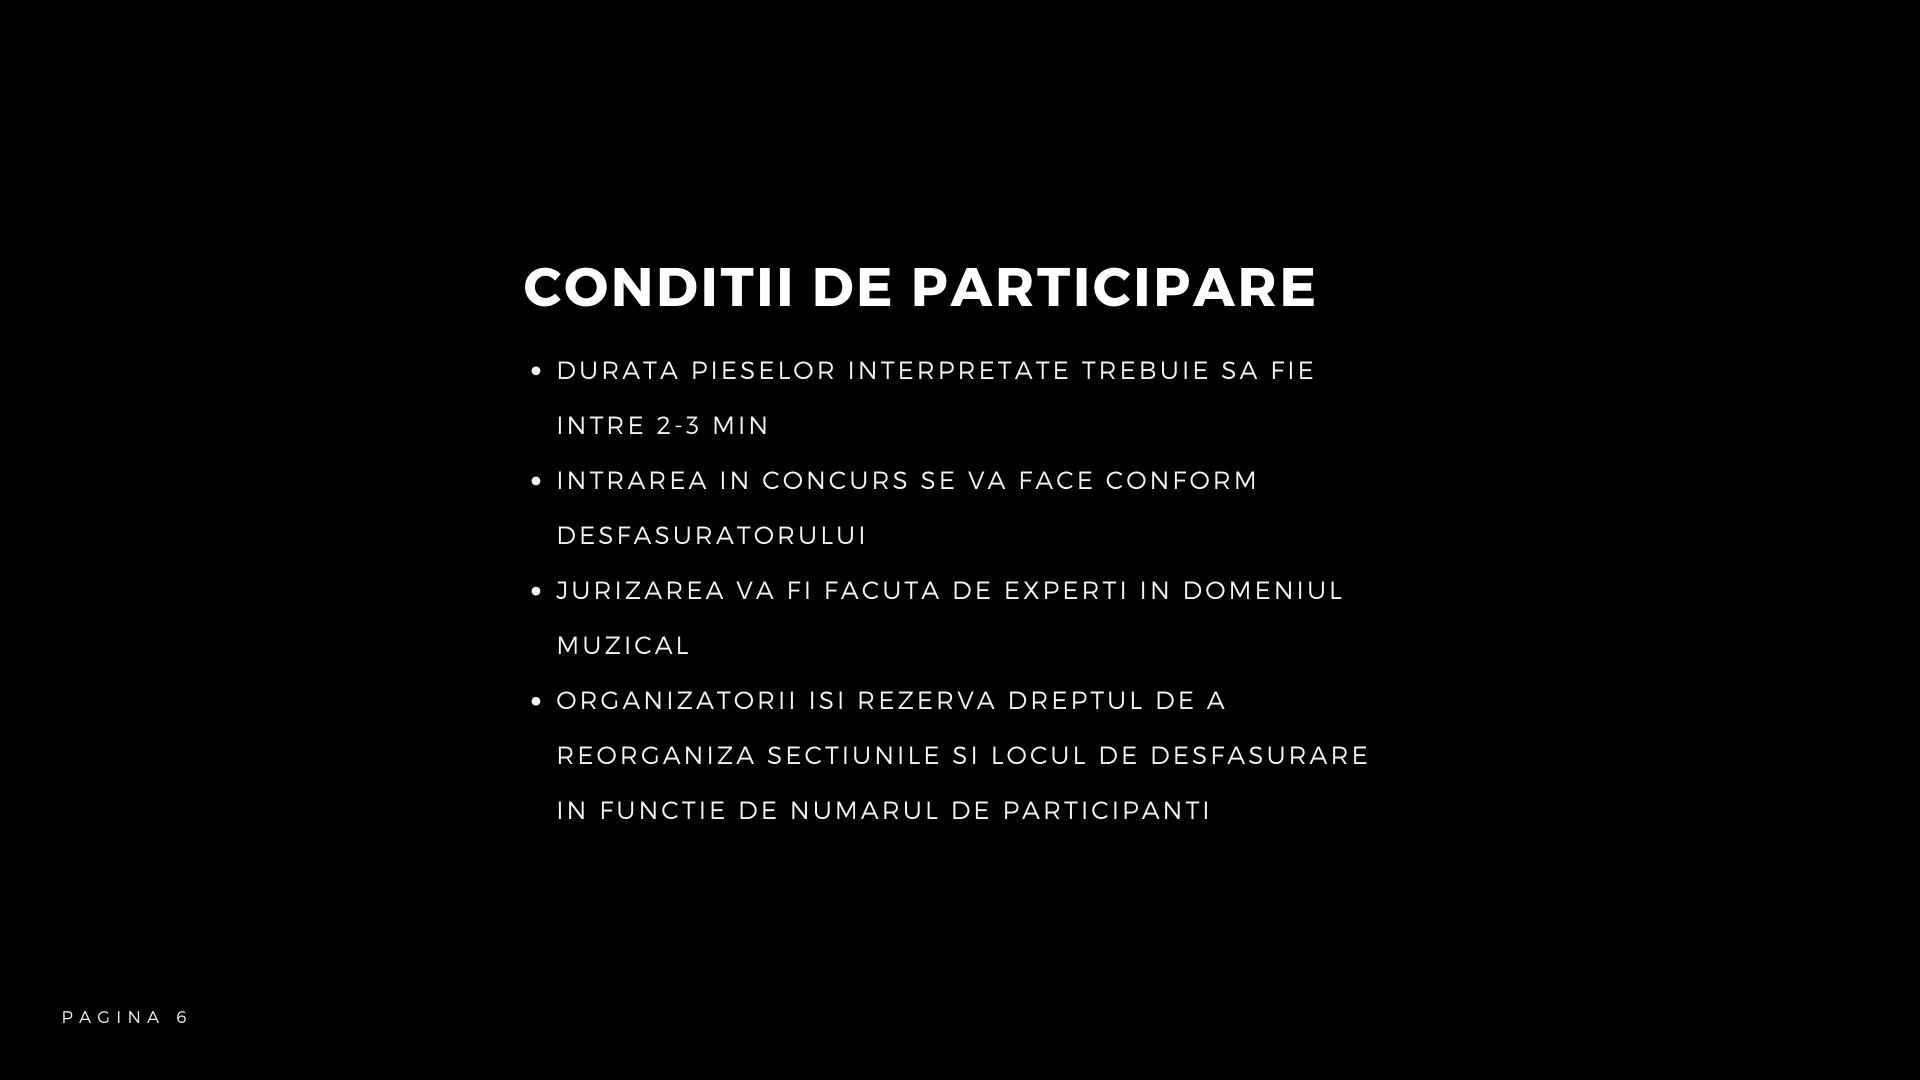 CONDITII DE PARTICIPARE
• DURATA PIESELOR INTERPRETATE TREBUIE SA FIE
INTRE 2-3 MIN
• INTRAREA IN CONCURS SE VA FACE CONFORM
DESFASURATORULUI
• JURIZAREA VA FI FACUTA DE EXPERTI IN DOMENIUL
MUZICAL
• ORGANIZATORII ISI REZERVA DREPTUL DE A
REORGANIZA SECTIUNILE SI LOCUL DE DESFASURARE
IN FUNCTIE DE NUMARUL DE PARTICIPANTI
PAGINA 6